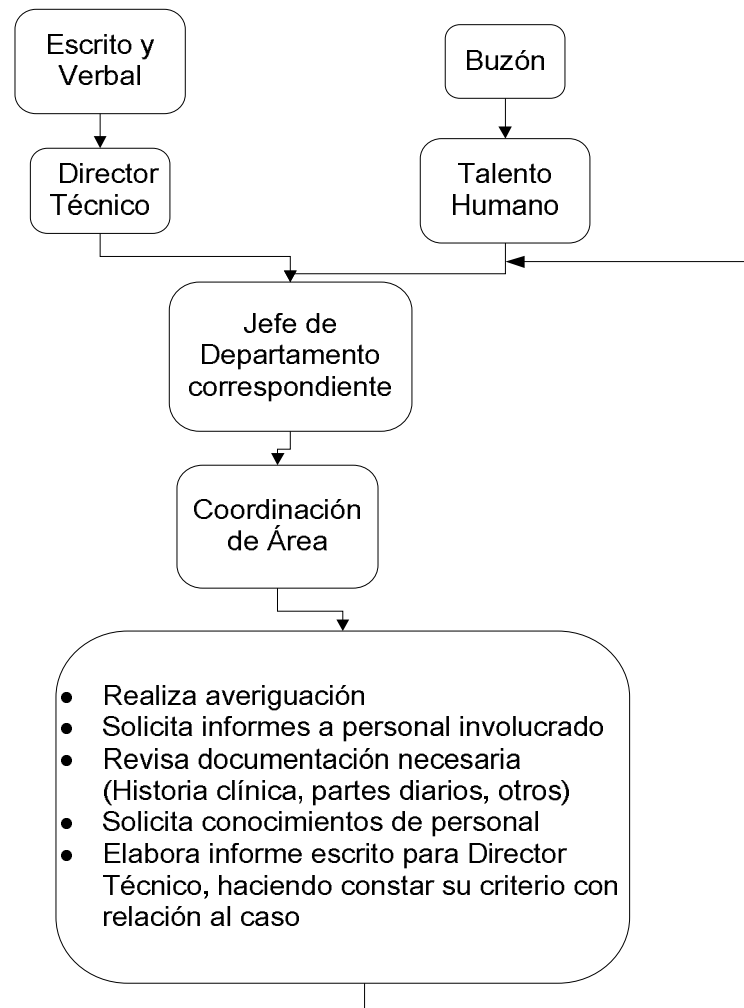 Escrito y
Verbal
Buzón
Director
Técnico
Talento
Humano
Jefe de
Departamento
correspondiente
Coordinación
de Área
● Realiza averiguación
● Solicita informes a personal involucrado
● Revisa documentación necesaria
(Historia clínica, partes diarios, otros)
● Solicita conocimientos de personal
● Elabora informe escrito para Director
Técnico, haciendo constar su criterio con
relación al caso